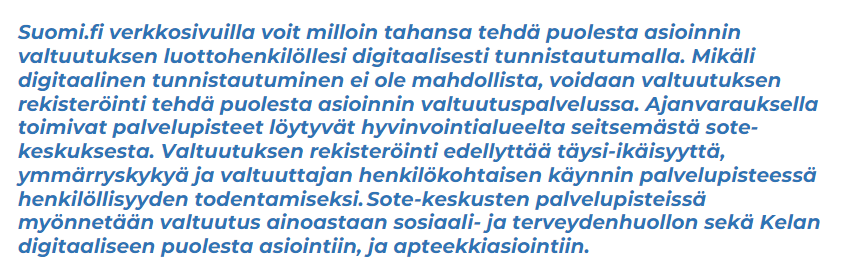 Suomi.fi verkkosivuilla voit milloin tahansa tehdä puolesta asioinnin
valtuutuksen luottohenkilöllesi digitaalisesti tunnistautumalla. Mikäli
digitaalinen tunnistautuminen ei ole mahdollista, voidaan valtuutuksen
rekisteröinti tehdä puolesta asioinnin valtuutuspalvelussa. Ajanvarauksella
toimivat palvelupisteet löytyvät hyvinvointialueelta seitsemästä sote-
keskuksesta. Valtuutuksen rekisteröinti edellyttää täysi-ikäisyyttä,
ymmärryskykyä ja valtuuttajan henkilökohtaisen käynnin palvelupisteessä
henkilöllisyyden todentamiseksi. Sote-keskusten palvelupisteissä
myönnetään valtuutus ainoastaan sosiaali- ja terveydenhuollon sekä Kelan
digitaaliseen puolesta asiointiin, ja apteekkiasiointiin.